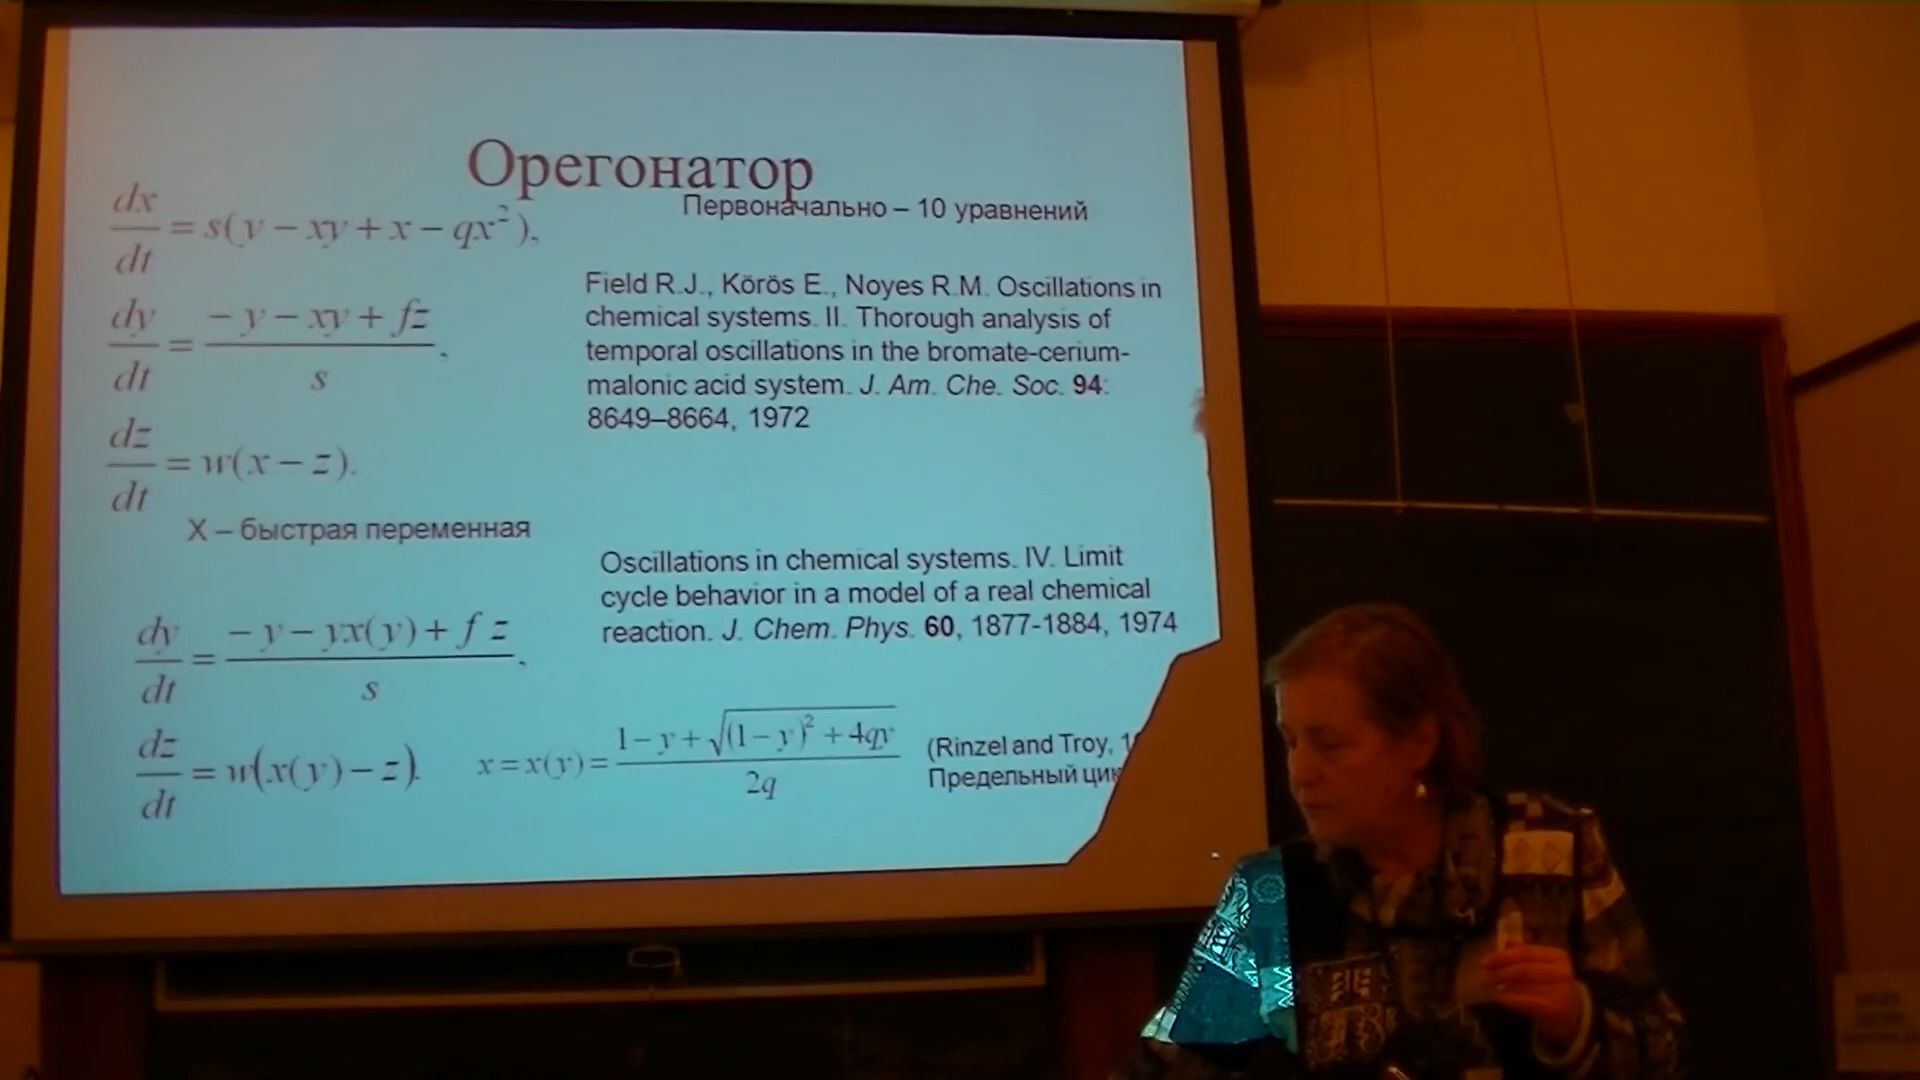 Орегонатор
Первоначально – 10 уравнений
dx/dt = s(y − xy + x − qx²),
dy/dt = (− y − xy + fz)/s,
dz/dt = w(x − z).
Х – быстрая переменная
Field R.J., Körös E., Noyes R.M. Oscillations in
chemical systems. II. Thorough analysis of
temporal oscillations in the bromate-cerium-
malonic acid system. J. Am. Che. Soc. 94:
8649–8664, 1972
Oscillations in chemical systems. IV. Limit
cycle behavior in a model of a real chemical
reaction. J. Chem. Phys. 60, 1877-1884, 1974
dy/dt = (− y − yx(y) + f z)/s,
dz/dt = w(x(y) − z).
x = x(y) = (1 − y + √((1 − y)² + 4qy))/2q
(Rinzel and Troy,
Предельный